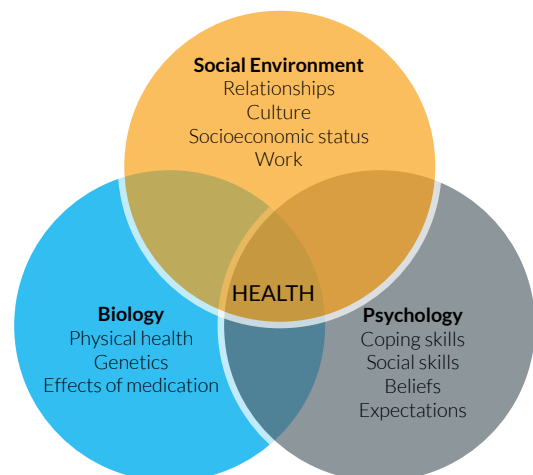 Social Environment
Relationships
Culture
Socioeconomic status
Work
HEALTH
Biology
Physical health
Genetics
Effects of medication
Psychology
Coping skills
Social skills
Beliefs
Expectations